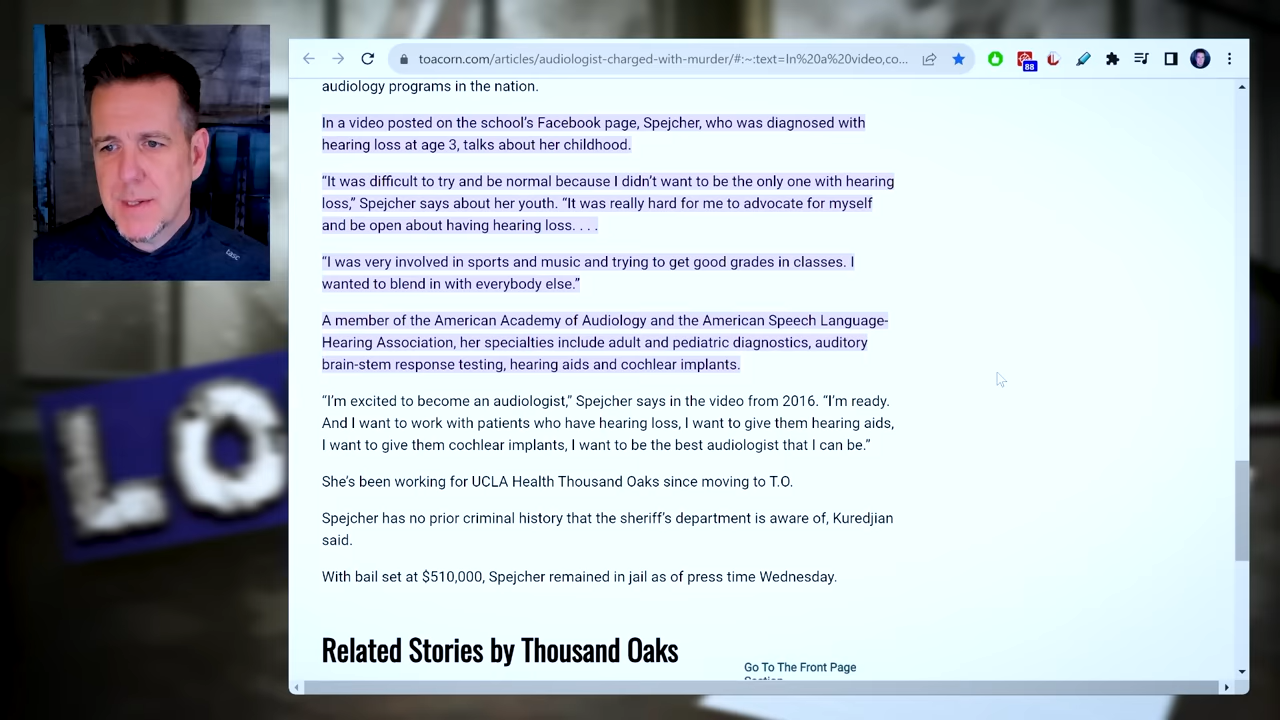 toacorn.com/articles/audiologist-charged-with-murder/#:~:text=In%20a%20video,co...
88
audiology programs in the nation.
In a video posted on the school’s Facebook page, Spejcher, who was diagnosed with
hearing loss at age 3, talks about her childhood.
“It was difficult to try and be normal because I didn’t want to be the only one with hearing
loss,” Spejcher says about her youth. “It was really hard for me to advocate for myself
and be open about having hearing loss. . . .
“I was very involved in sports and music and trying to get good grades in classes. I
wanted to blend in with everybody else.”
A member of the American Academy of Audiology and the American Speech Language-
Hearing Association, her specialties include adult and pediatric diagnostics, auditory
brain-stem response testing, hearing aids and cochlear implants.
“I’m excited to become an audiologist,” Spejcher says in the video from 2016. “I’m ready.
And I want to work with patients who have hearing loss, I want to give them hearing aids,
I want to give them cochlear implants, I want to be the best audiologist that I can be.”
She’s been working for UCLA Health Thousand Oaks since moving to T.O.
Spejcher has no prior criminal history that the sheriff’s department is aware of, Kuredjian
said.
With bail set at $510,000, Spejcher remained in jail as of press time Wednesday.
Related Stories by Thousand Oaks
Go To The Front Page
Section
tasc
LO